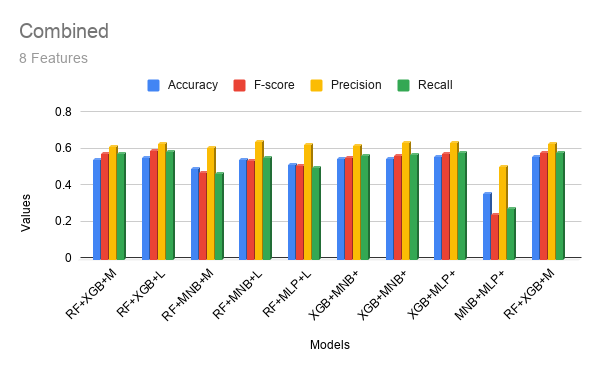 Combined
8 Features
Accuracy F-score Precision Recall
0.8
0.6
0.4
0.2
0
Values
RF+XGB+M
RF+XGB+L
RF+MNB+M
RF+MNB+L
RF+MLP+L
XGB+MNB+
XGB+MNB+
XGB+MLP+
MNB+MLP+
RF+XGB+M
Models